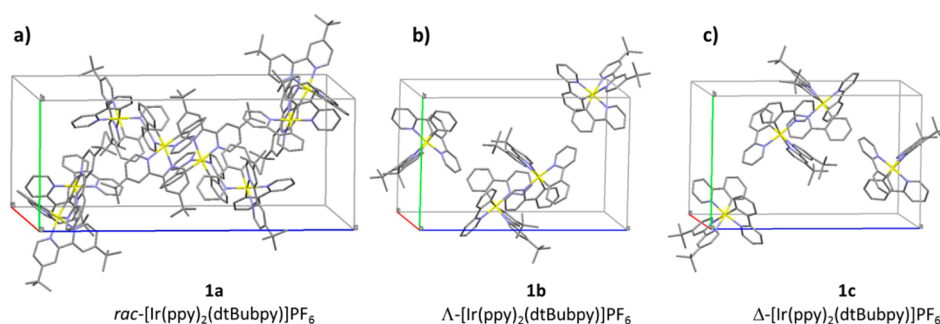 a)
b)
c)
1a
rac-[Ir(ppy)₂(dtBubpy)]PF₆
1b
Λ-[Ir(ppy)₂(dtBubpy)]PF₆
1c
Δ-[Ir(ppy)₂(dtBubpy)]PF₆